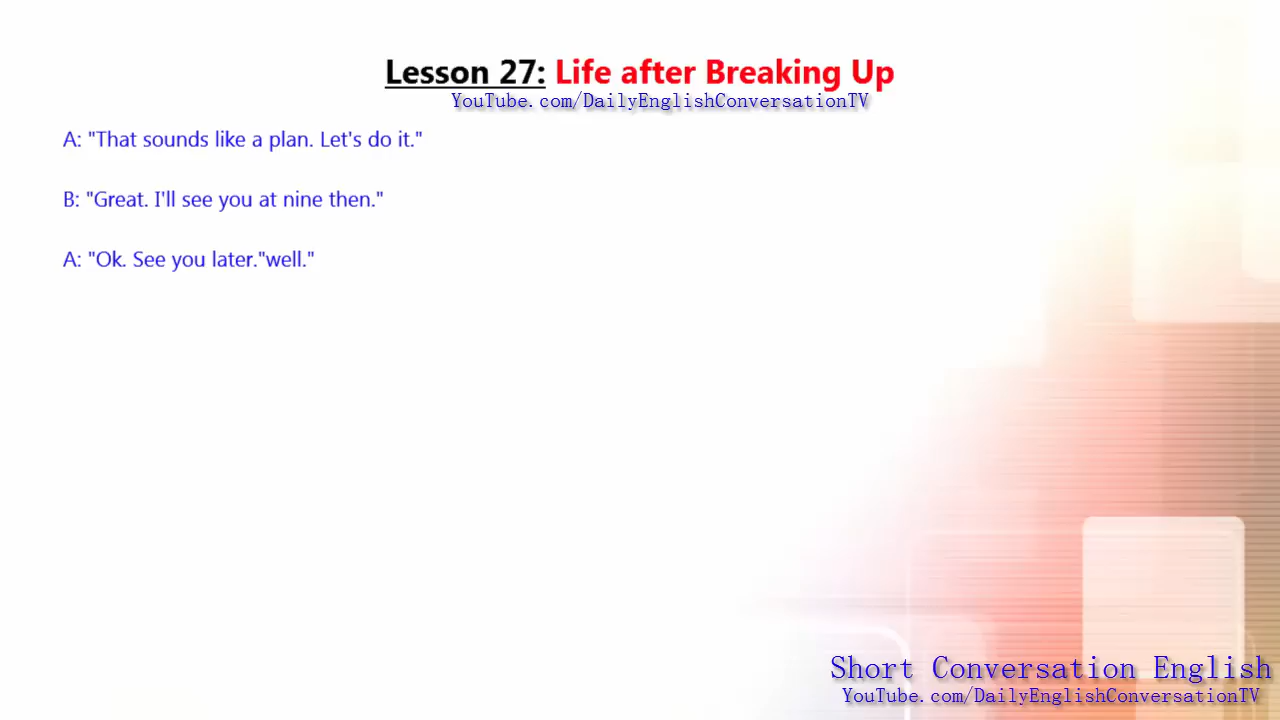 Lesson 27: Life after Breaking Up
YouTube.com/DailyEnglishConversationTV
A: "That sounds like a plan. Let's do it."
B: "Great. I'll see you at nine then."
A: "Ok. See you later."well."
Short Conversation English
YouTube.com/DailyEnglishConversationTV